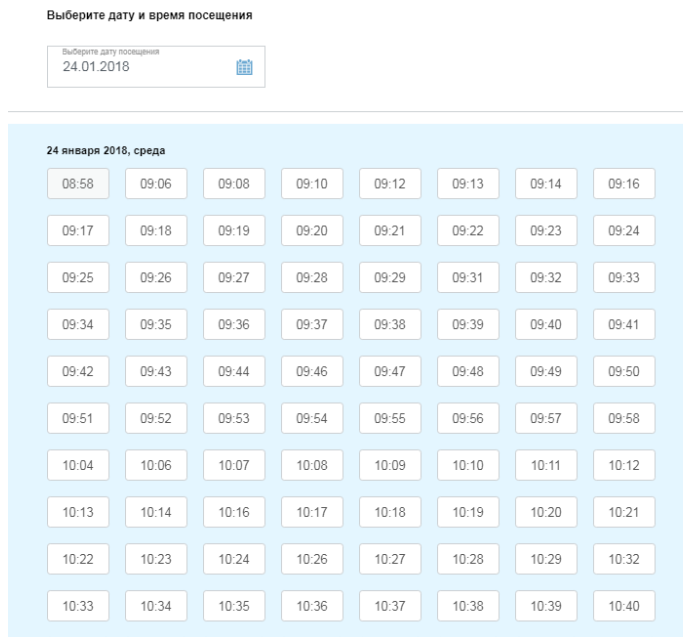 Выберите дату и время посещения
Выберите дату посещения
24.01.2018
24 января 2018, среда
08:58 09:06 09:08 09:10 09:12 09:13 09:14 09:16
09:17 09:18 09:19 09:20 09:21 09:22 09:23 09:24
09:25 09:26 09:27 09:28 09:29 09:31 09:32 09:33
09:34 09:35 09:36 09:37 09:38 09:39 09:40 09:41
09:42 09:43 09:44 09:46 09:47 09:48 09:49 09:50
09:51 09:52 09:53 09:54 09:55 09:56 09:57 09:58
10:04 10:06 10:07 10:08 10:09 10:10 10:11 10:12
10:13 10:14 10:16 10:17 10:18 10:19 10:20 10:21
10:22 10:23 10:24 10:26 10:27 10:28 10:29 10:32
10:33 10:34 10:35 10:36 10:37 10:38 10:39 10:40